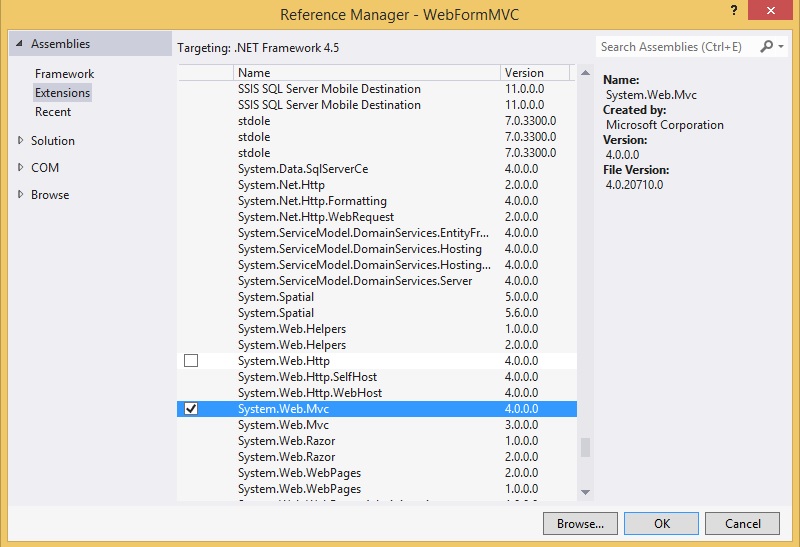 Reference Manager - WebFormMVC
? x
Assemblies
Framework
Extensions
Recent
Solution
COM
Browse
Targeting: .NET Framework 4.5
Search Assemblies (Ctrl+E)
Name Version
SSIS SQL Server Mobile Destination 11.0.0.0
SSIS SQL Server Mobile Destination 11.0.0.0
stdole 7.0.3300.0
stdole 7.0.3300.0
stdole 7.0.3300.0
System.Data.SqlServerCe 4.0.0.0
System.Net.Http 2.0.0.0
System.Net.Http.Formatting 4.0.0.0
System.Net.Http.WebRequest 2.0.0.0
System.ServiceModel.DomainServices.EntityFr... 4.0.0.0
System.ServiceModel.DomainServices.Hosting 4.0.0.0
System.ServiceModel.DomainServices.Hosting... 4.0.0.0
System.ServiceModel.DomainServices.Server 4.0.0.0
System.Spatial 5.0.0.0
System.Spatial 5.6.0.0
System.Web.Helpers 1.0.0.0
System.Web.Helpers 2.0.0.0
System.Web.Http 4.0.0.0
System.Web.Http.SelfHost 4.0.0.0
System.Web.Http.WebHost 4.0.0.0
System.Web.Mvc 4.0.0.0
System.Web.Mvc 3.0.0.0
System.Web.Razor 1.0.0.0
System.Web.Razor 2.0.0.0
System.Web.WebPages 2.0.0.0
System.Web.WebPages 1.0.0.0
Name:
System.Web.Mvc
Created by:
Microsoft Corporation
Version:
4.0.0.0
File Version:
4.0.20710.0
Browse... OK Cancel